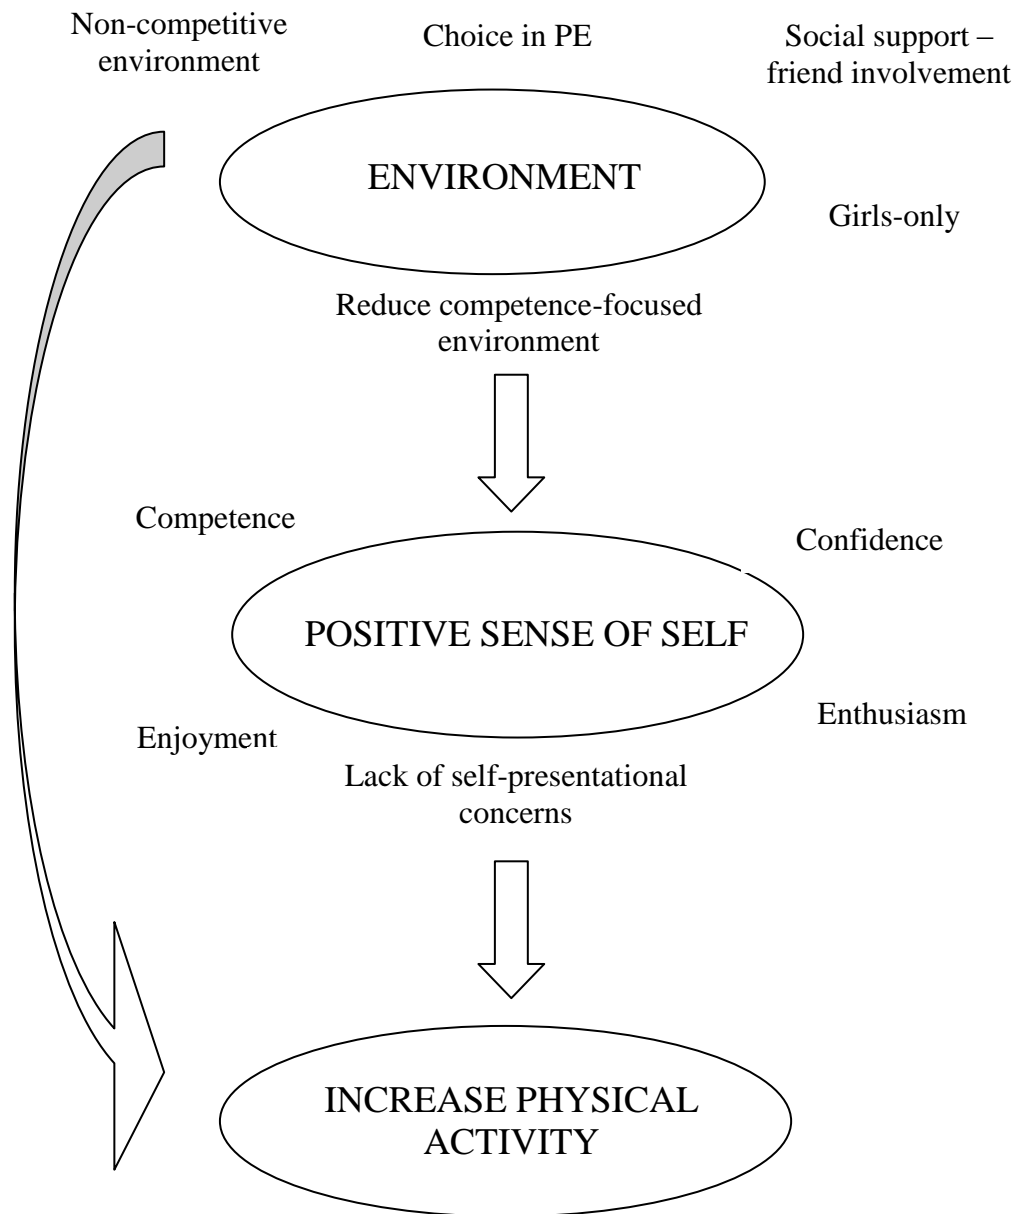 Non-competitive
environment
Choice in PE
Social support –
friend involvement
ENVIRONMENT
Girls-only
Reduce competence-focused
environment
Competence
Confidence
POSITIVE SENSE OF SELF
Enthusiasm
Enjoyment
Lack of self-presentational
concerns
INCREASE PHYSICAL
ACTIVITY